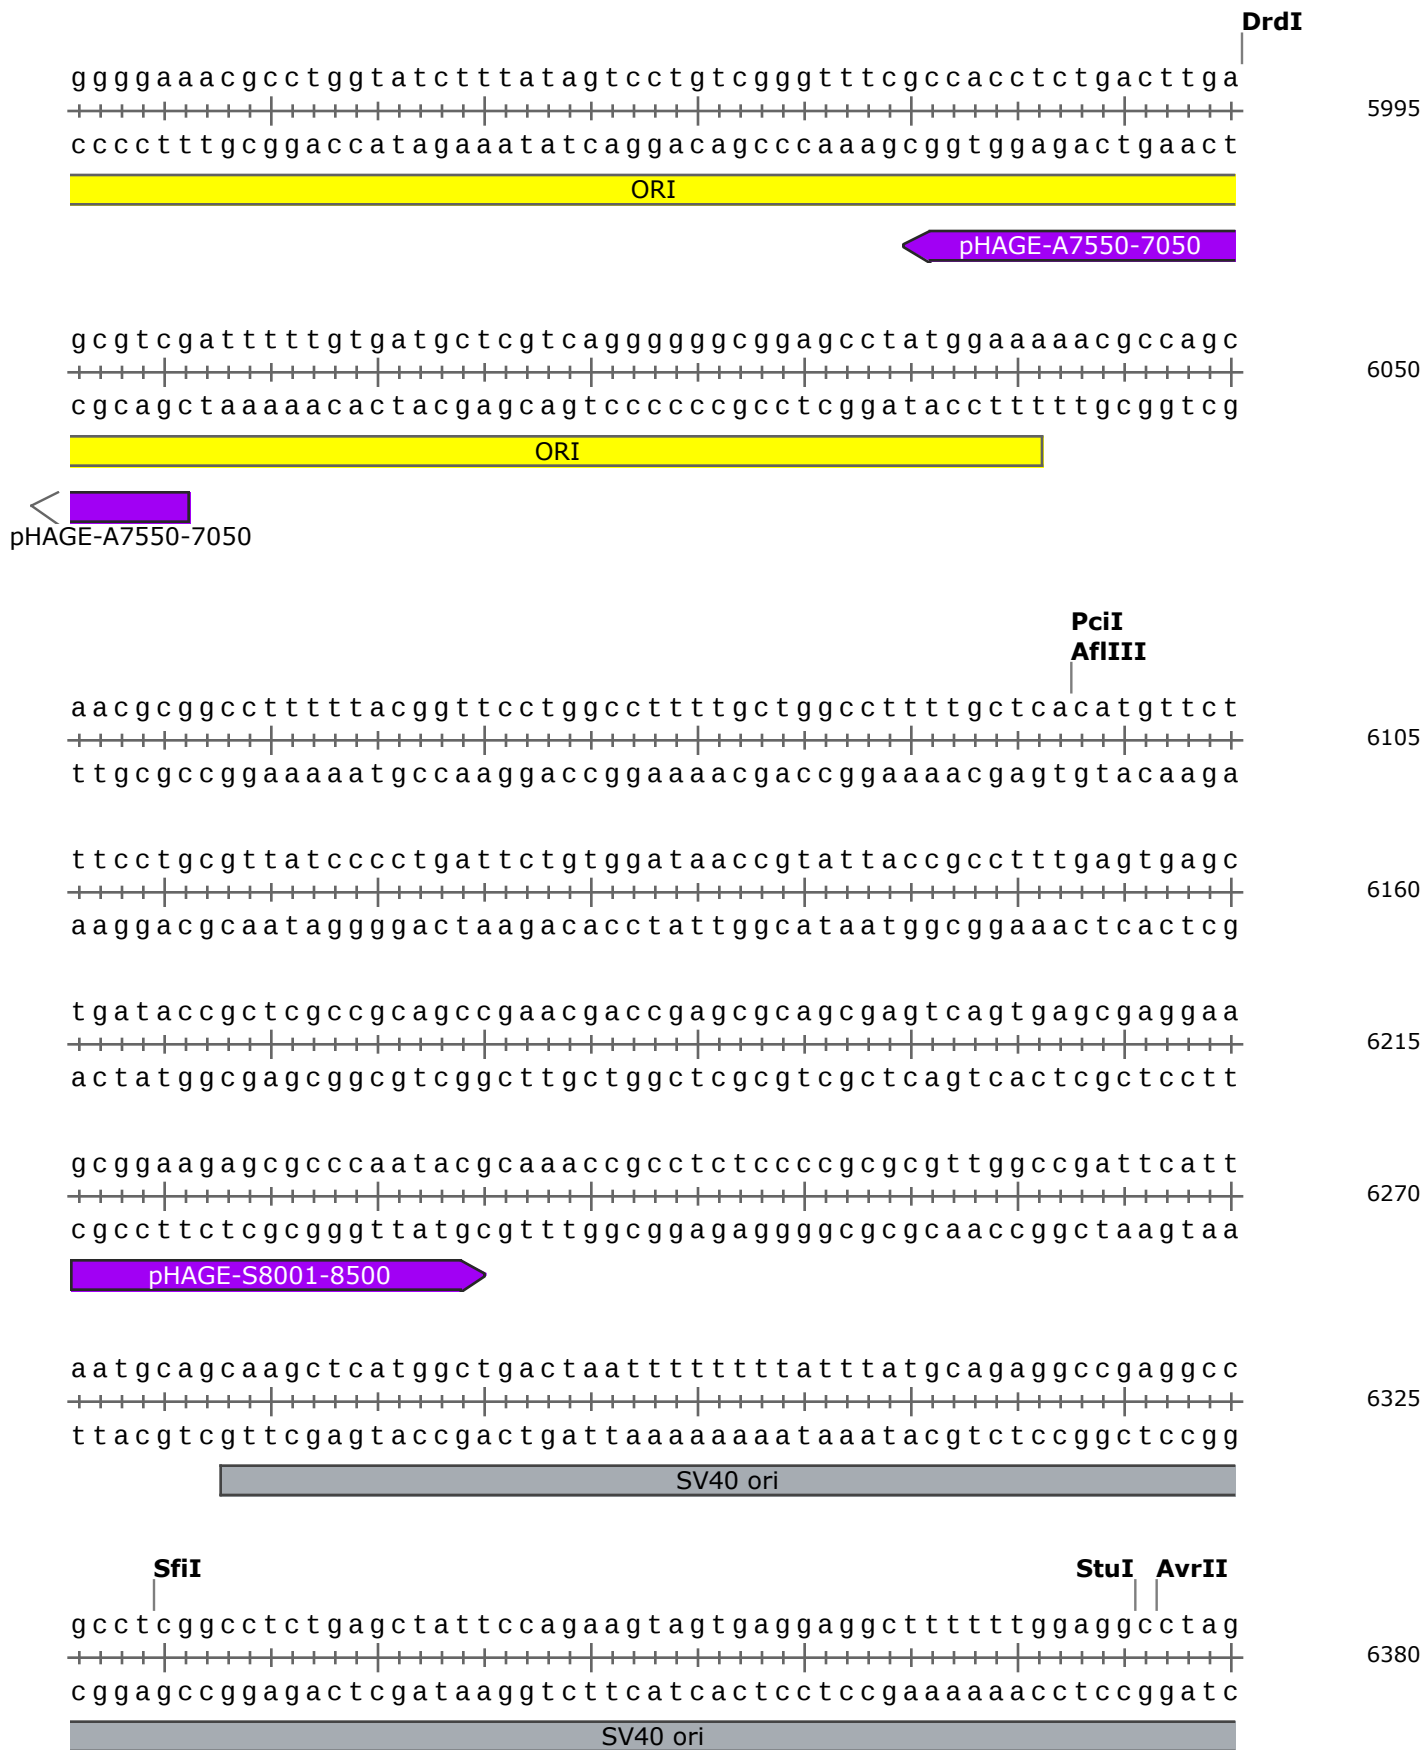 DrdI
ggggaaacgcctggtatctttatagtcctgtcgggtttcgccacctctgacttga
5995
cccctttgcggaccatagaaatatcaggacagcccaaagcggtggagactgaact
ORI
pHAGE-A7550-7050
gcgtcgatttttgtgatgctcgtcaggggggcggagcctatggaaaaacgccagc
6050
cgcagctaaaaacactacgagcagtccccccgcctcggatacctttttgcggtcg
ORI
pHAGE-A7550-7050
PciI
AflIII
aacgcggcctttttacggttcctggccttttgctggccttttgctcacatgttct
6105
ttgcgccggaaaaatgccaaggaccggaaaacgaccggaaaacgagtgtacaaga
ttcctgcgttatcccctgattctgtggataaccgtattaccgcctttgagtgagc
6160
aaggacgcaataggggactaagacacctattggcataatggcggaaactcactcg
tgataccgctcgccgcagccgaacgaccgagcgcagcgagtcagtgagcgaggaa
6215
actatggcgagcggcgtcggcttgctggctcgcgtcgctcagtcactcgctcctt
gcggaagagcgcccaatacgcaaaccgcctctccccgcgcgttggccgattcatt
6270
cgccttctcgcgggttatgcgtttggcggagaggggcgcgcaaccggctaagtaa
pHAGE-S8001-8500
aatgcagcaagctcatggctgactaattttttttatttatgcagaggccgaggcc
6325
ttacgtcgttcgagtaccgactgattaaaaaaaataaatacgtctccggctccgg
SV40 ori
SfiI StuI AvrII
gcctcggcctctgagctattccagaagtagtgaggaggcttttttggaggcctag
6380
cggagccggagactcgataaggtcttcatcactcctccgaaaaaacctccggatc
SV40 ori